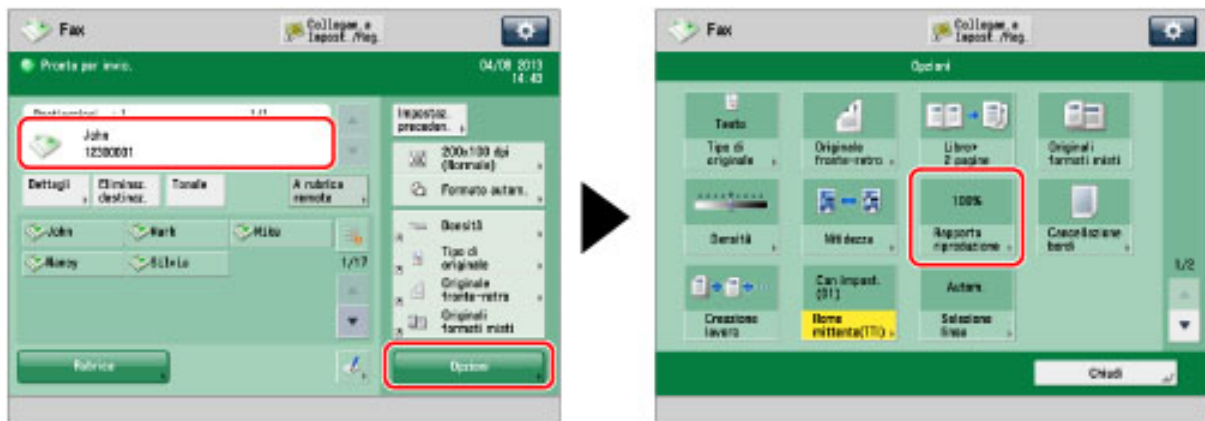 Fax
Collegam. a
Impost./Reg.
Pronta per invio.
04/08 2013
14:43
: 1
1/1
John
12300001
Dettagli
Eliminaz.
destinaz.
Tonale
A rubrica
remota
John
Mark
Mike
Nancy
Silvia
1/17
Rubrica
Impostaz.
preceden.
200x100 dpi
(Normale)
Formato autom.
Densità
Tipo di
originale
Originale
fronte-retro
Originali
formati misti
Opzioni
Fax
Collegam. a
Impost./Reg.
Opzioni
Testo
Tipo di
originale
Originale
fronte-retro
Libro>
2 pagine
Originali
formati misti
Densità
Nitidezza
100%
Rapporto
riproduzione
Cancellazione
bordi
Creazione
lavoro
Con impost.
(01)
Nome
mittente(TTI)
Autom.
Selezione
linea
1/2
Chiudi